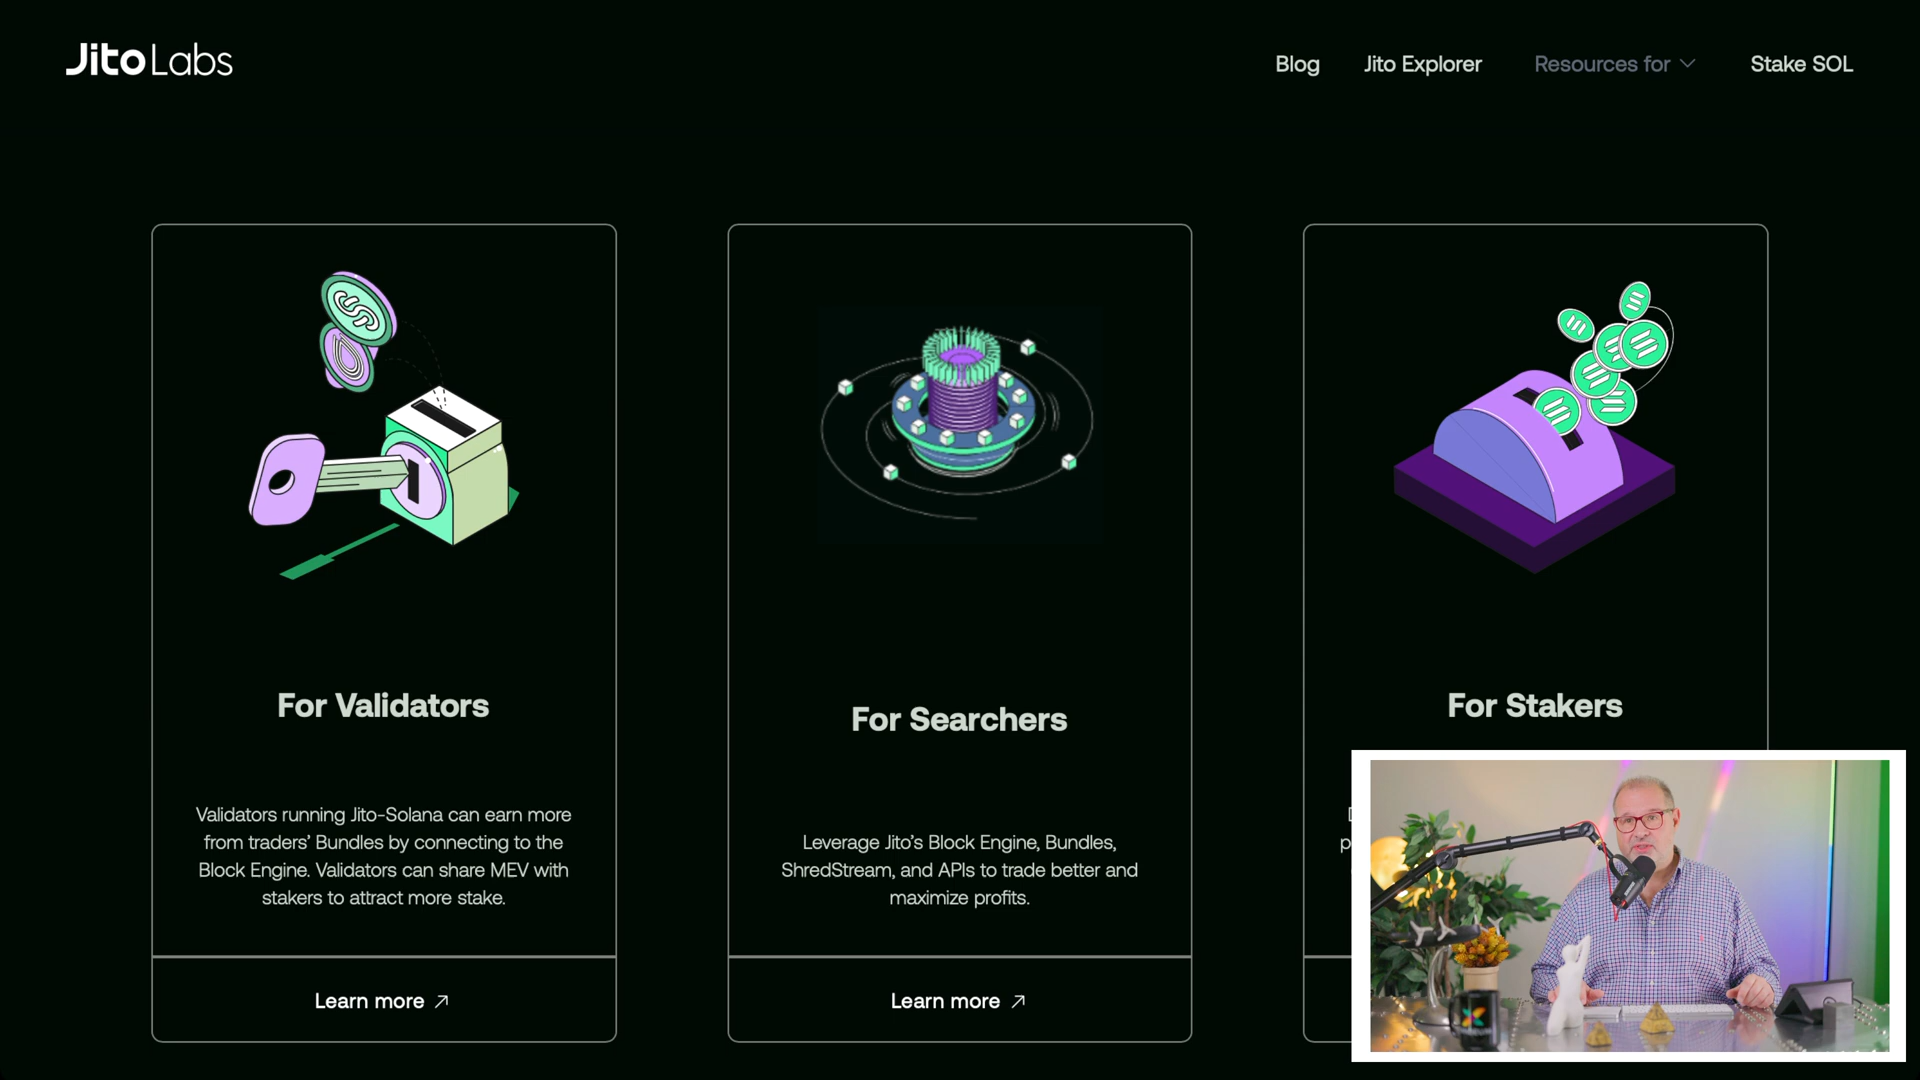 Jito Labs
Blog
Jito Explorer
Resources for
Stake SOL
For Validators
Validators running Jito-Solana can earn more
from traders’ Bundles by connecting to the
Block Engine. Validators can share MEV with
stakers to attract more stake.
Learn more
For Searchers
Leverage Jito’s Block Engine, Bundles,
ShredStream, and APIs to trade better and
maximize profits.
Learn more
For Stakers